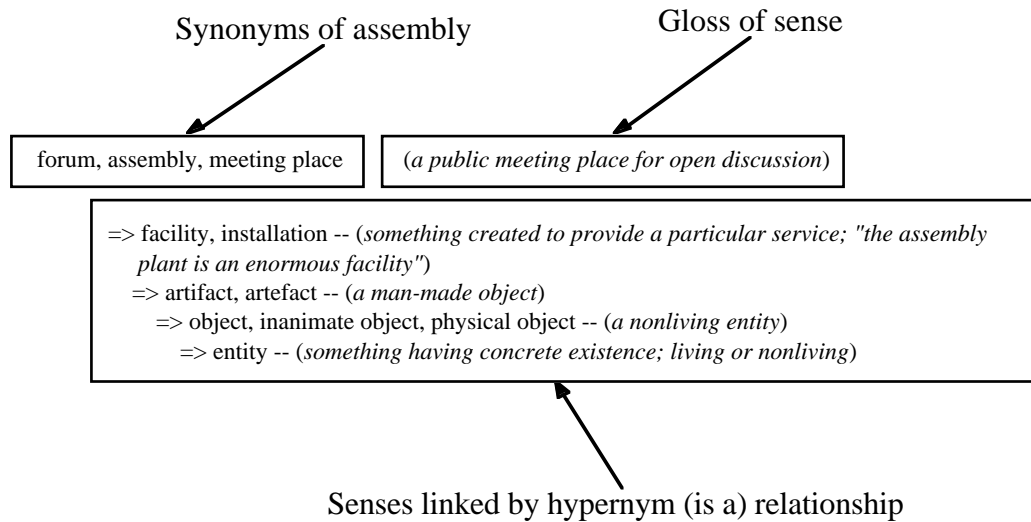 Synonyms of assembly
Gloss of sense
forum, assembly, meeting place
(a public meeting place for open discussion)
=> facility, installation -- (something created to provide a particular service; "the assembly
plant is an enormous facility")
=> artifact, artefact -- (a man-made object)
=> object, inanimate object, physical object -- (a nonliving entity)
=> entity -- (something having concrete existence; living or nonliving)
Senses linked by hypernym (is a) relationship